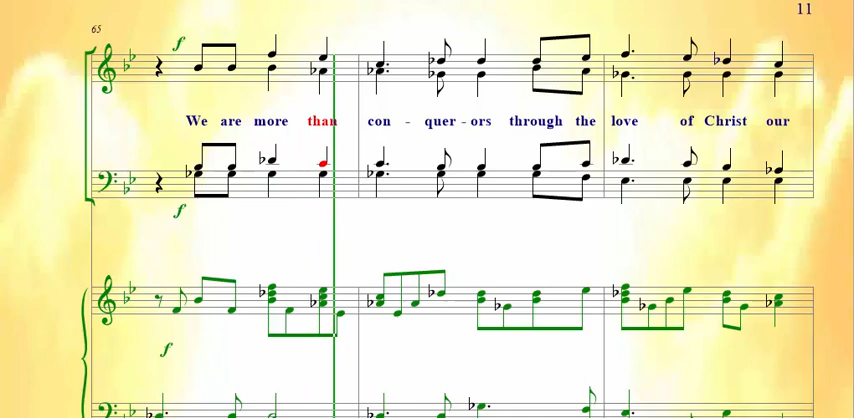 11
65
f
We are more than con - quer - ors through the love of Christ our
f
f